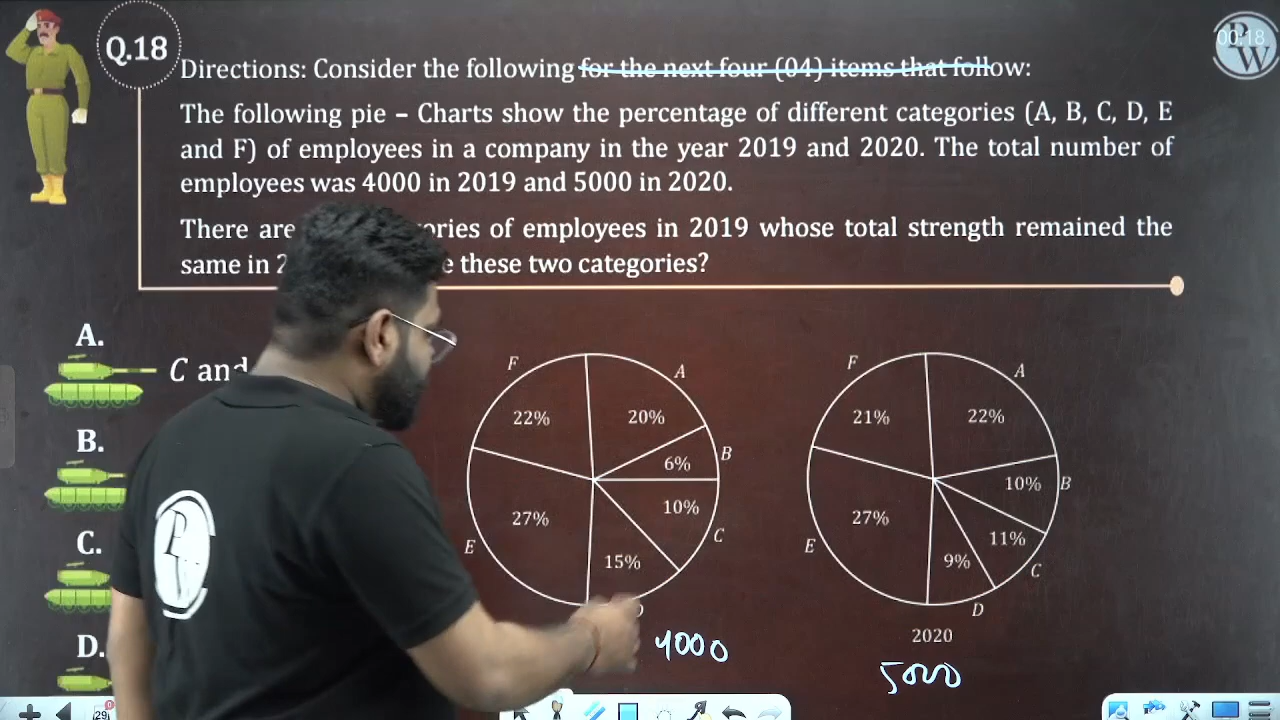 Q.18
Directions: Consider the following for the next four (04) items that follow:
The following pie – Charts show the percentage of different categories (A, B, C, D, E
and F) of employees in a company in the year 2019 and 2020. The total number of
employees was 4000 in 2019 and 5000 in 2020.
There are ories of employees in 2019 whose total strength remained the
same in 2 e these two categories?
A.
C and
B.
C.
D.
F
A
22%
20%
B
6%
10%
C
27%
E
15%
4000
F
A
21%
22%
10%
B
11%
C
27%
E
9%
D
2020
5000
00:18
PW
29